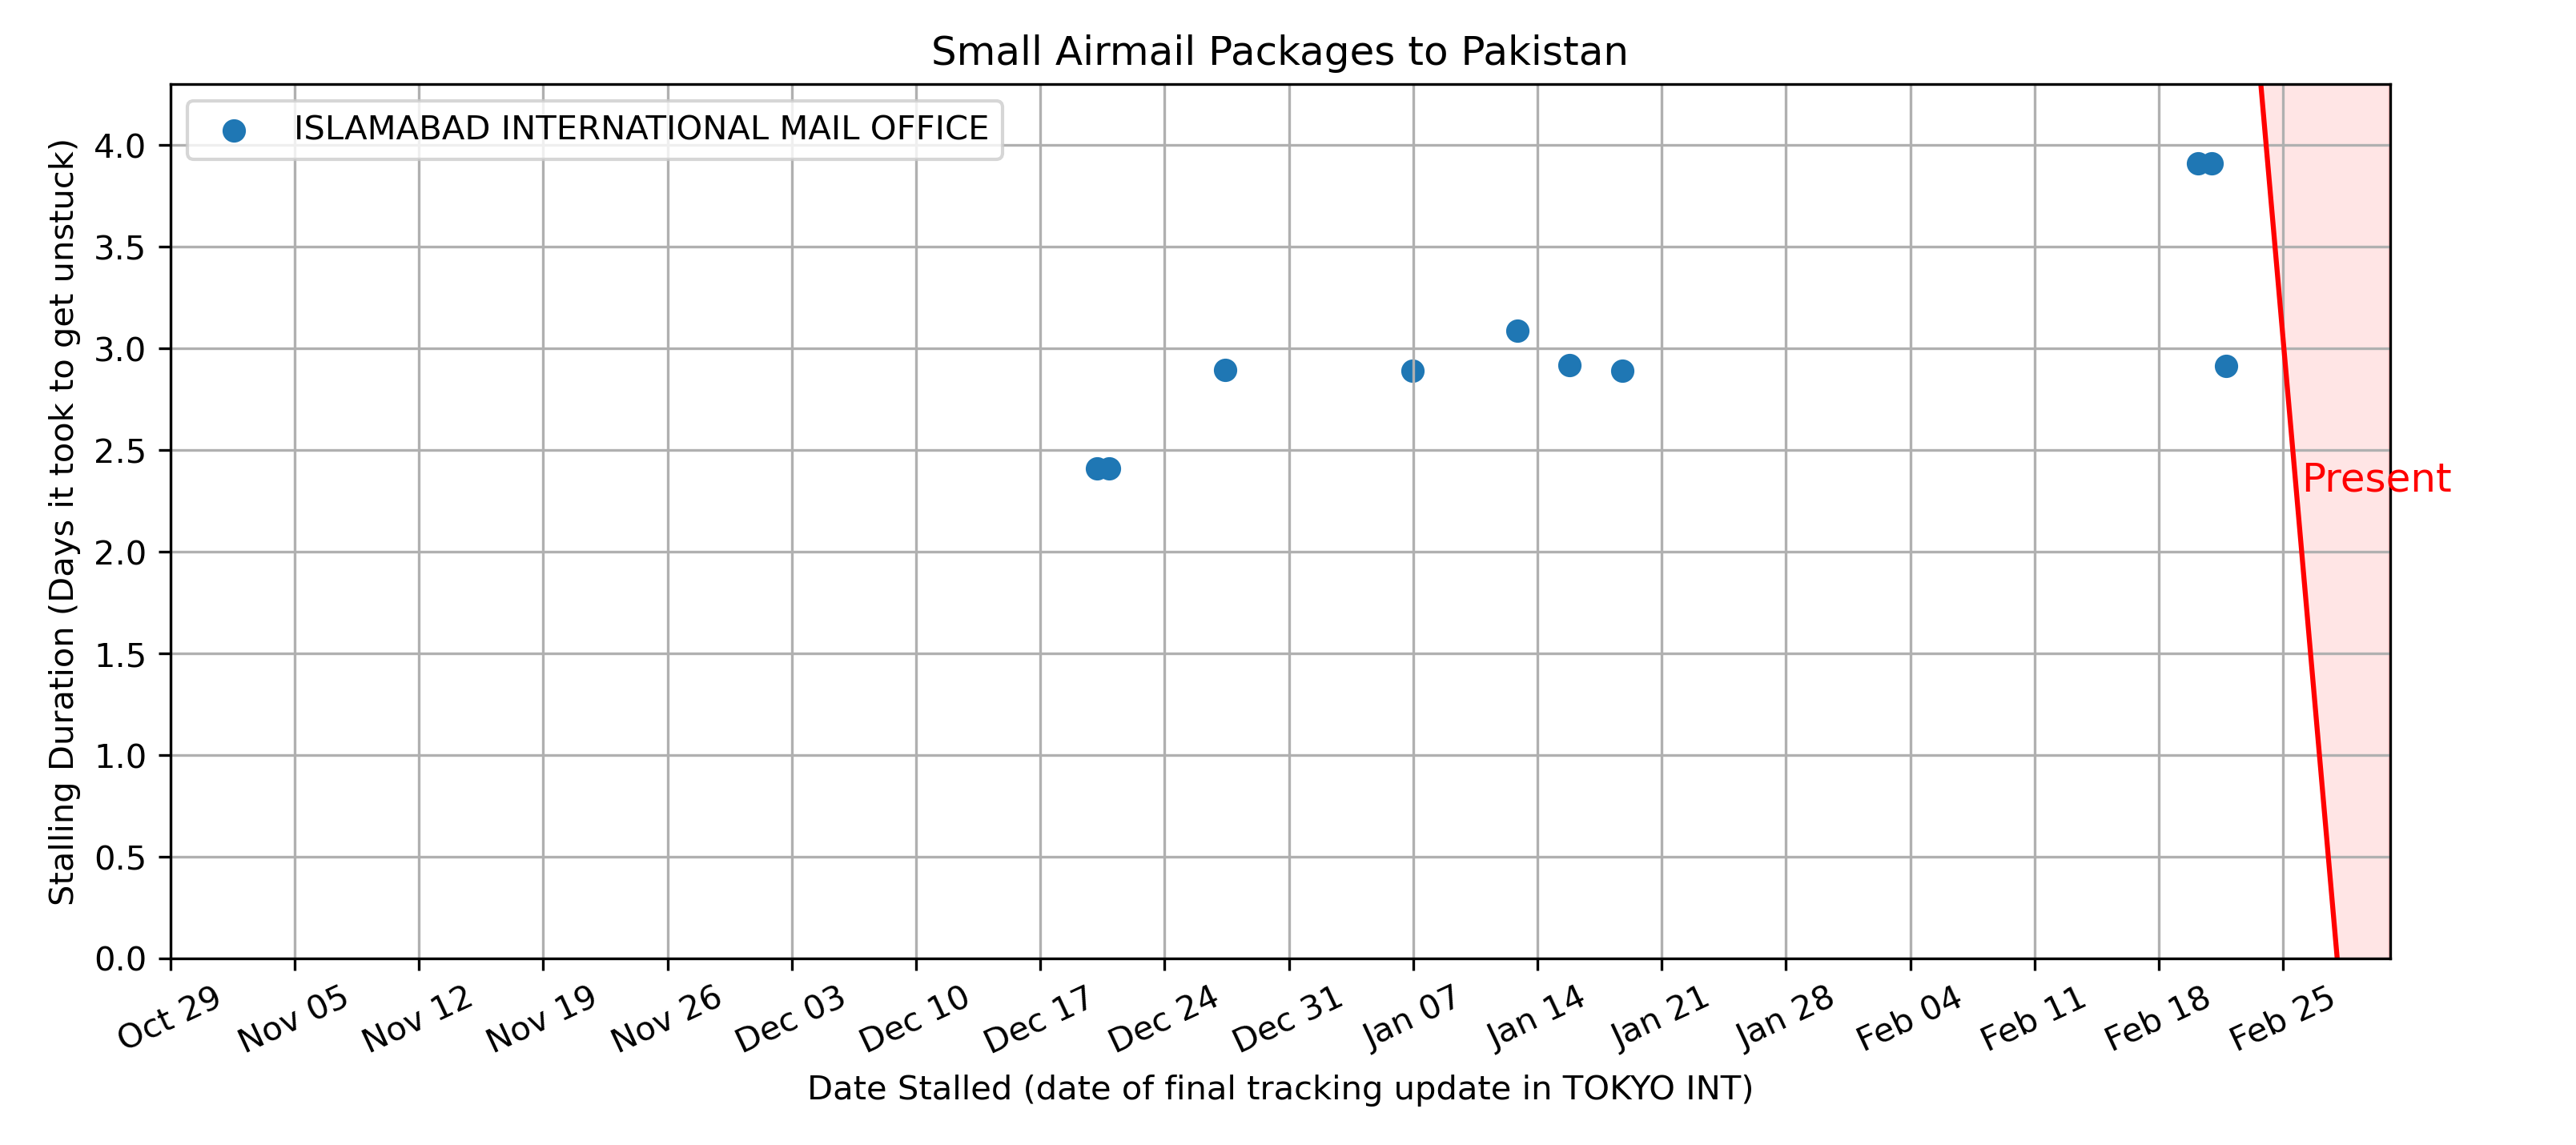 Small Airmail Packages to Pakistan
ISLAMABAD INTERNATIONAL MAIL OFFICE
Stalling Duration (Days it took to get unstuck)
4.0
3.5
3.0
2.5
2.0
1.5
1.0
0.5
0.0
Present
Oct 29
Nov 05
Nov 12
Nov 19
Nov 26
Dec 03
Dec 10
Dec 17
Dec 24
Dec 31
Jan 07
Jan 14
Jan 21
Jan 28
Feb 04
Feb 11
Feb 18
Feb 25
Date Stalled (date of final tracking update in TOKYO INT)